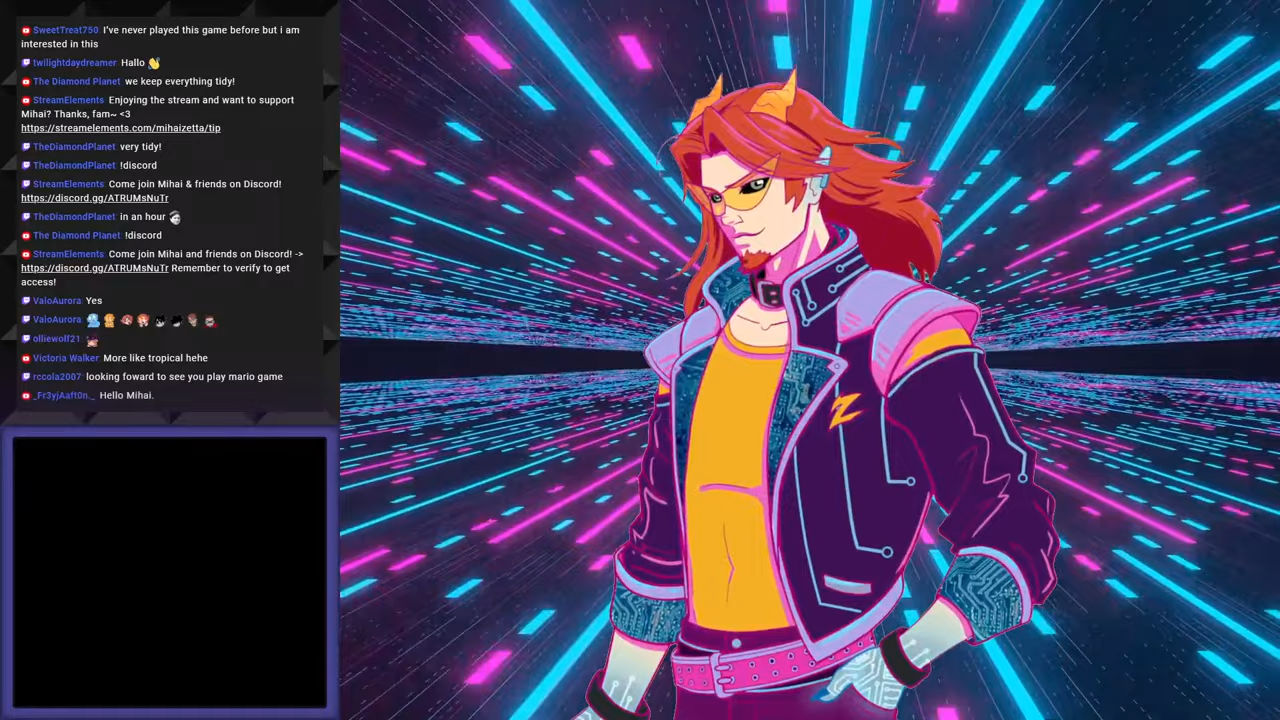 SweetTreat750 I've never played this game before but i am
interested in this
twilightdaydreamer Hallo
The Diamond Planet we keep everything tidy!
StreamElements Enjoying the stream and want to support
Mihai? Thanks, fam~ <3
https://streamelements.com/mihaizetta/tip
TheDiamondPlanet very tidy!
TheDiamondPlanet !discord
StreamElements: Come join Mihai & friends on Discord!
https://discord.gg/ATRUMsNuTr
TheDiamondPlanet in an hour
The Diamond Planet !discord
StreamElements Come join Mihai and friends on Discord! ->
https://discord.gg/ATRUMsNuTr Remember to verify to get
access!
ValoAurora: Yes
ValoAurora:
olliewolf21:
Victoria Walker More like tropical hehe
rccola2007 looking foward to see you play mario game
_Fr3yjAaft0n._ Hello Mihai.
Z